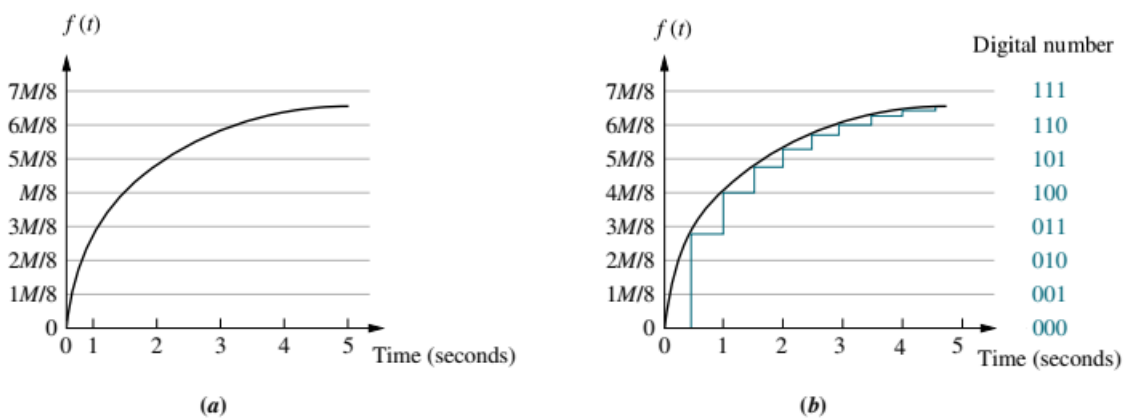 f (t)
7M/8
6M/8
5M/8
M/8
3M/8
2M/8
1M/8
0
0 1 2 3 4 5
Time (seconds)
(a)
f (t)
Digital number
7M/8 111
6M/8 110
5M/8 101
4M/8 100
3M/8 011
2M/8 010
1M/8 001
0 000
0 1 2 3 4 5
Time (seconds)
(b)